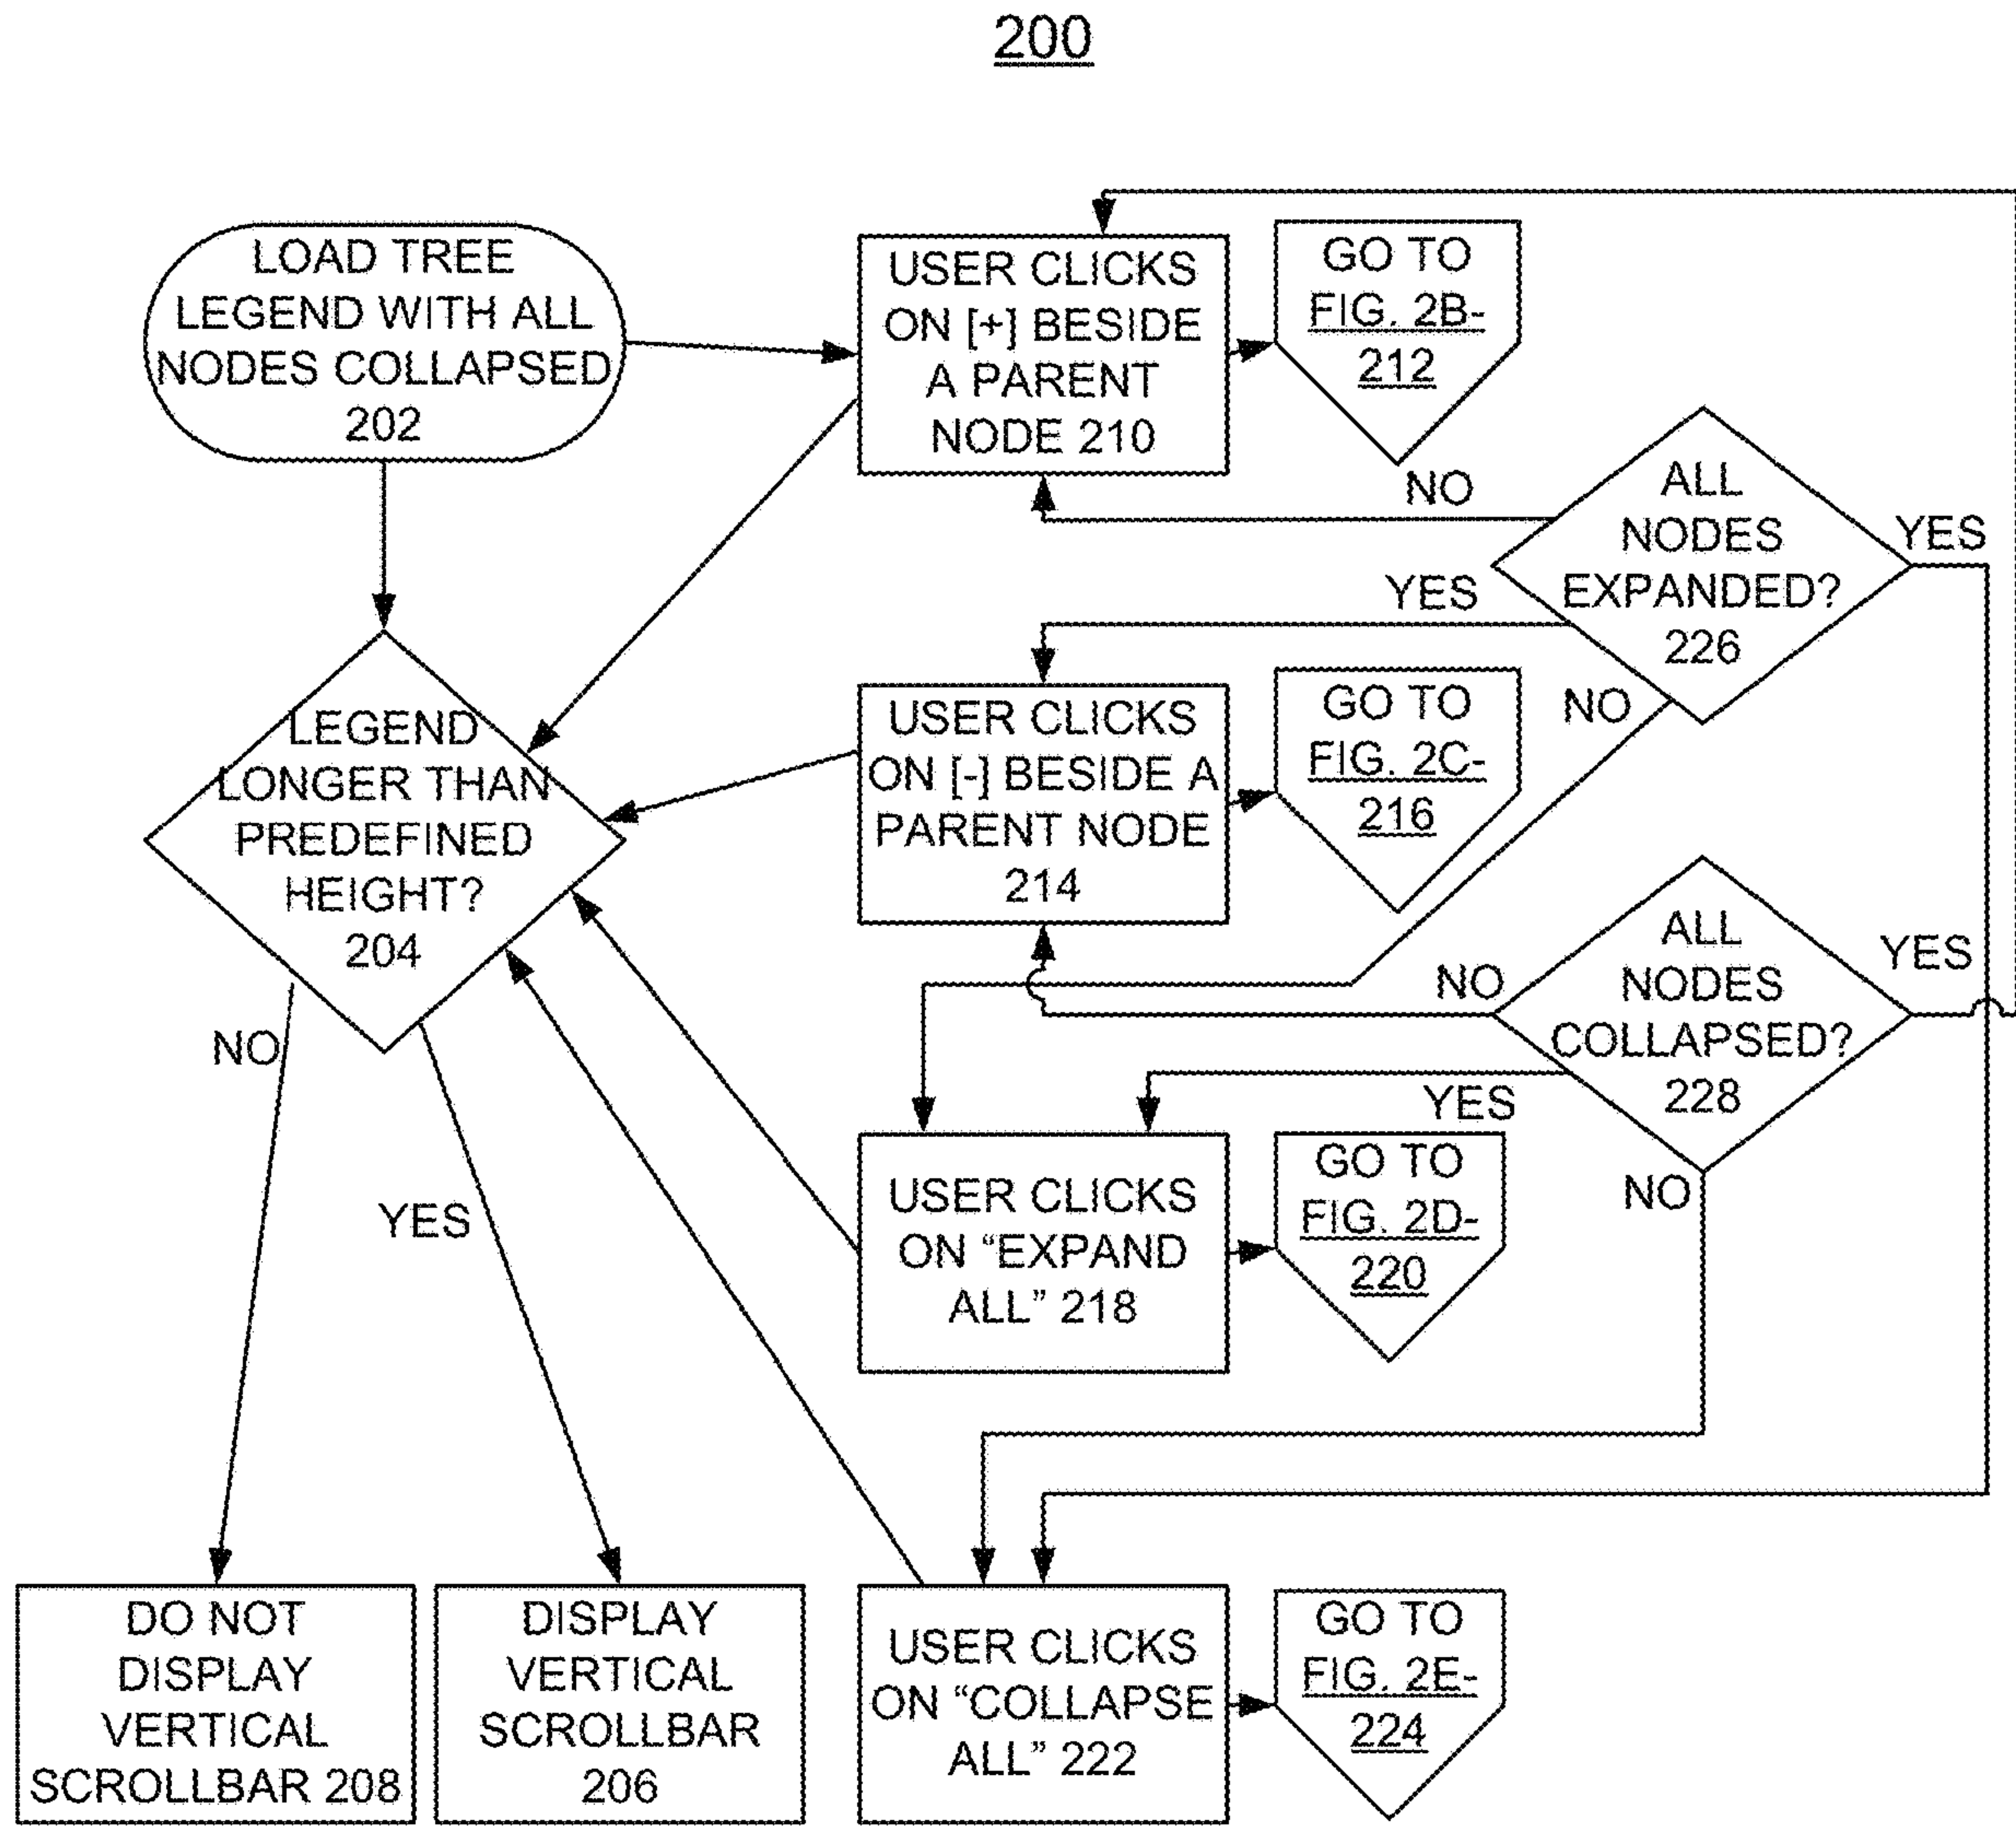 200
LOAD TREE
LEGEND WITH ALL
NODES COLLAPSED
202
USER CLICKS
ON [+] BESIDE
A PARENT
NODE 210
GO TO
FIG. 2B-
212
NO
ALL
NODES
EXPANDED?
226
YES
YES
NO
LEGEND
LONGER THAN
PREDEFINED
HEIGHT?
204
USER CLICKS
ON [-] BESIDE A
PARENT NODE
214
GO TO
FIG. 2C-
216
ALL
NODES
COLLAPSED?
228
YES
NO
YES
NO
NO
YES
USER CLICKS
ON “EXPAND
ALL” 218
GO TO
FIG. 2D-
220
DO NOT
DISPLAY
VERTICAL
SCROLLBAR 208
DISPLAY
VERTICAL
SCROLLBAR
206
USER CLICKS
ON “COLLAPSE
ALL” 222
GO TO
FIG. 2E-
224